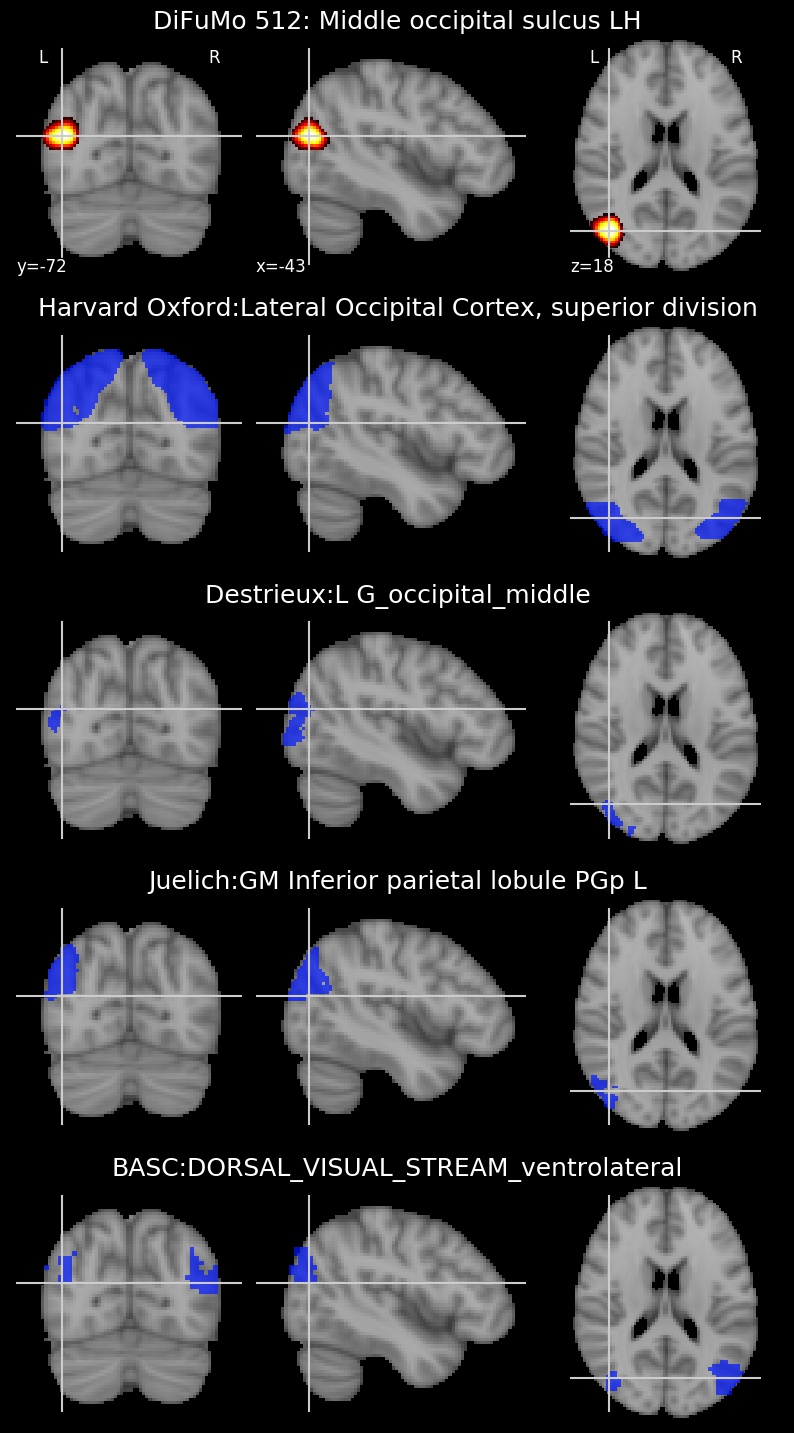 DiFuMo 512: Middle occipital sulcus LH
L R L R
y=-72 x=-43 z=18
Harvard Oxford:Lateral Occipital Cortex, superior division
Destrieux:L G_occipital_middle
Juelich:GM Inferior parietal lobule PGp L
BASC:DORSAL_VISUAL_STREAM_ventrolateral